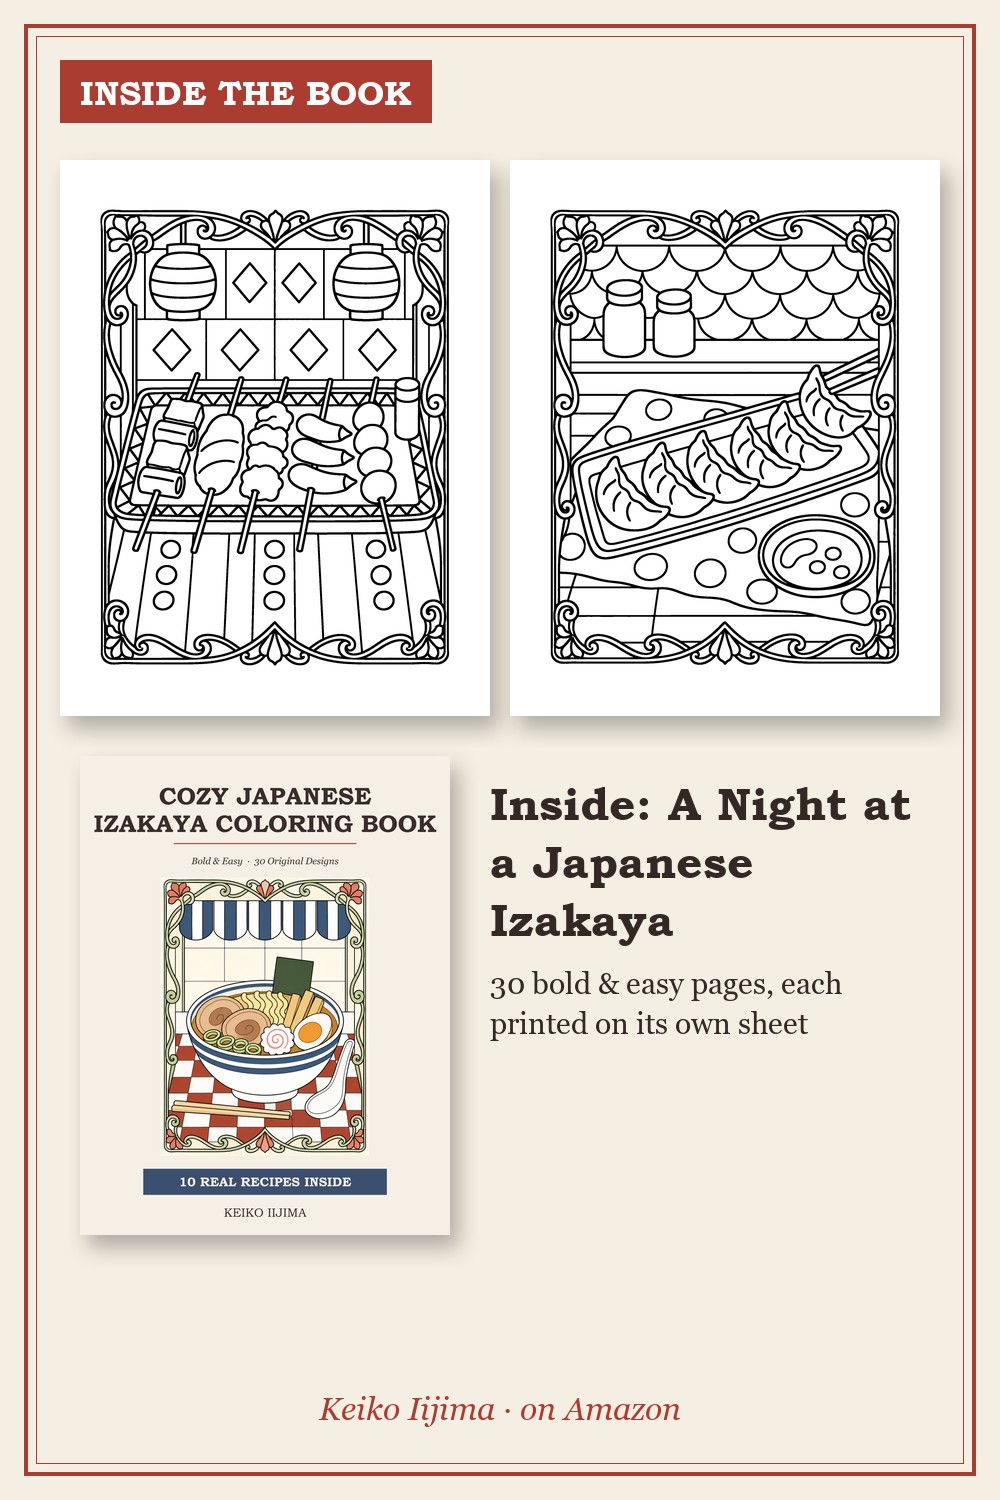 INSIDE THE BOOK
COZY JAPANESE
IZAKAYA COLORING BOOK
Bold & Easy · 30 Original Designs
10 REAL RECIPES INSIDE
KEIKO IIJIMA
Inside: A Night at
a Japanese
Izakaya
30 bold & easy pages, each
printed on its own sheet
Keiko Iijima · on Amazon